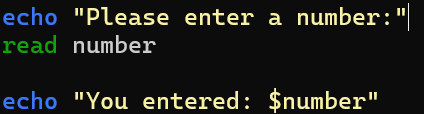 echo "Please enter a number:"
read number
echo "You entered: $number"